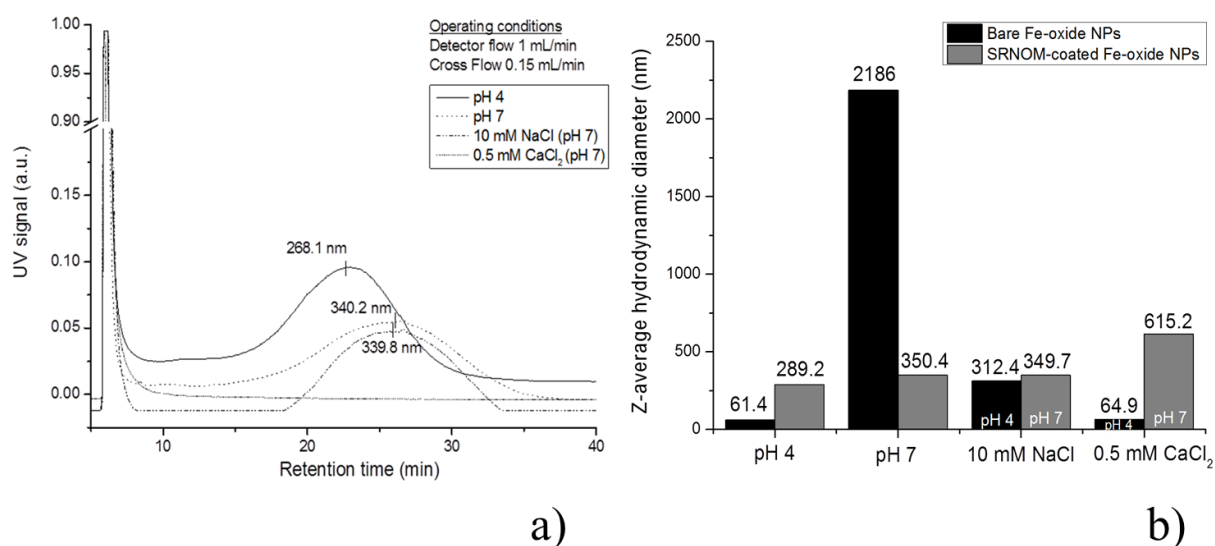 1.00
0.95
0.90
0.15
0.10
0.05
0.00
UV signal (a.u.)
10
20
30
40
Retention time (min)
Operating conditions
Detector flow 1 mL/min
Cross Flow 0.15 mL/min
pH 4
pH 7
10 mM NaCl (pH 7)
0.5 mM CaCl₂ (pH 7)
268.1 nm
340.2 nm
339.8 nm
a)
Bare Fe-oxide NPs
SRNOM-coated Fe-oxide NPs
Z-average hydrodynamic diameter (nm)
2500
2000
1500
1000
500
0
61.4
289.2
2186
350.4
312.4
349.7
64.9
615.2
pH 4
pH 7
pH 4
pH 7
pH 4
pH 7
10 mM NaCl
0.5 mM CaCl₂
b)